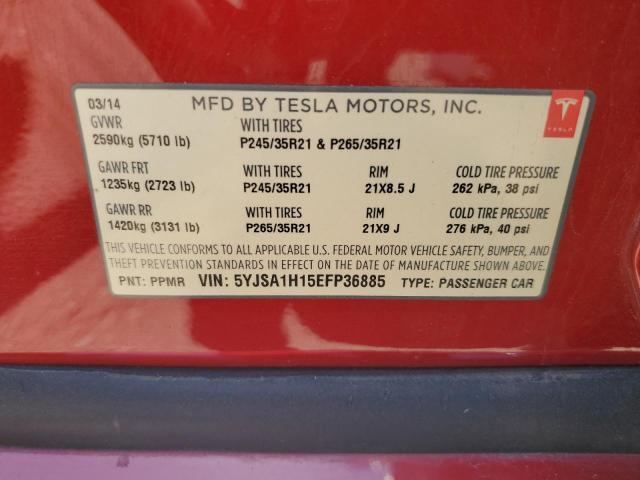 03/14 MFD BY TESLA MOTORS, INC.
GVWR WITH TIRES
2590kg (5710 lb) P245/35R21 & P265/35R21
TESLA
GAWR FRT WITH TIRES RIM COLD TIRE PRESSURE
1235kg (2723 lb) P245/35R21 21X8.5 J 262 kPa, 38 psi
GAWR RR WITH TIRES RIM COLD TIRE PRESSURE
1420kg (3131 lb) P265/35R21 21X9 J 276 kPa, 40 psi
THIS VEHICLE CONFORMS TO ALL APPLICABLE U.S. FEDERAL MOTOR VEHICLE SAFETY, BUMPER, AND
THEFT PREVENTION STANDARDS IN EFFECT ON THE DATE OF MANUFACTURE SHOWN ABOVE.
PNT: PPMR VIN: 5YJSA1H15EFP36885 TYPE: PASSENGER CAR